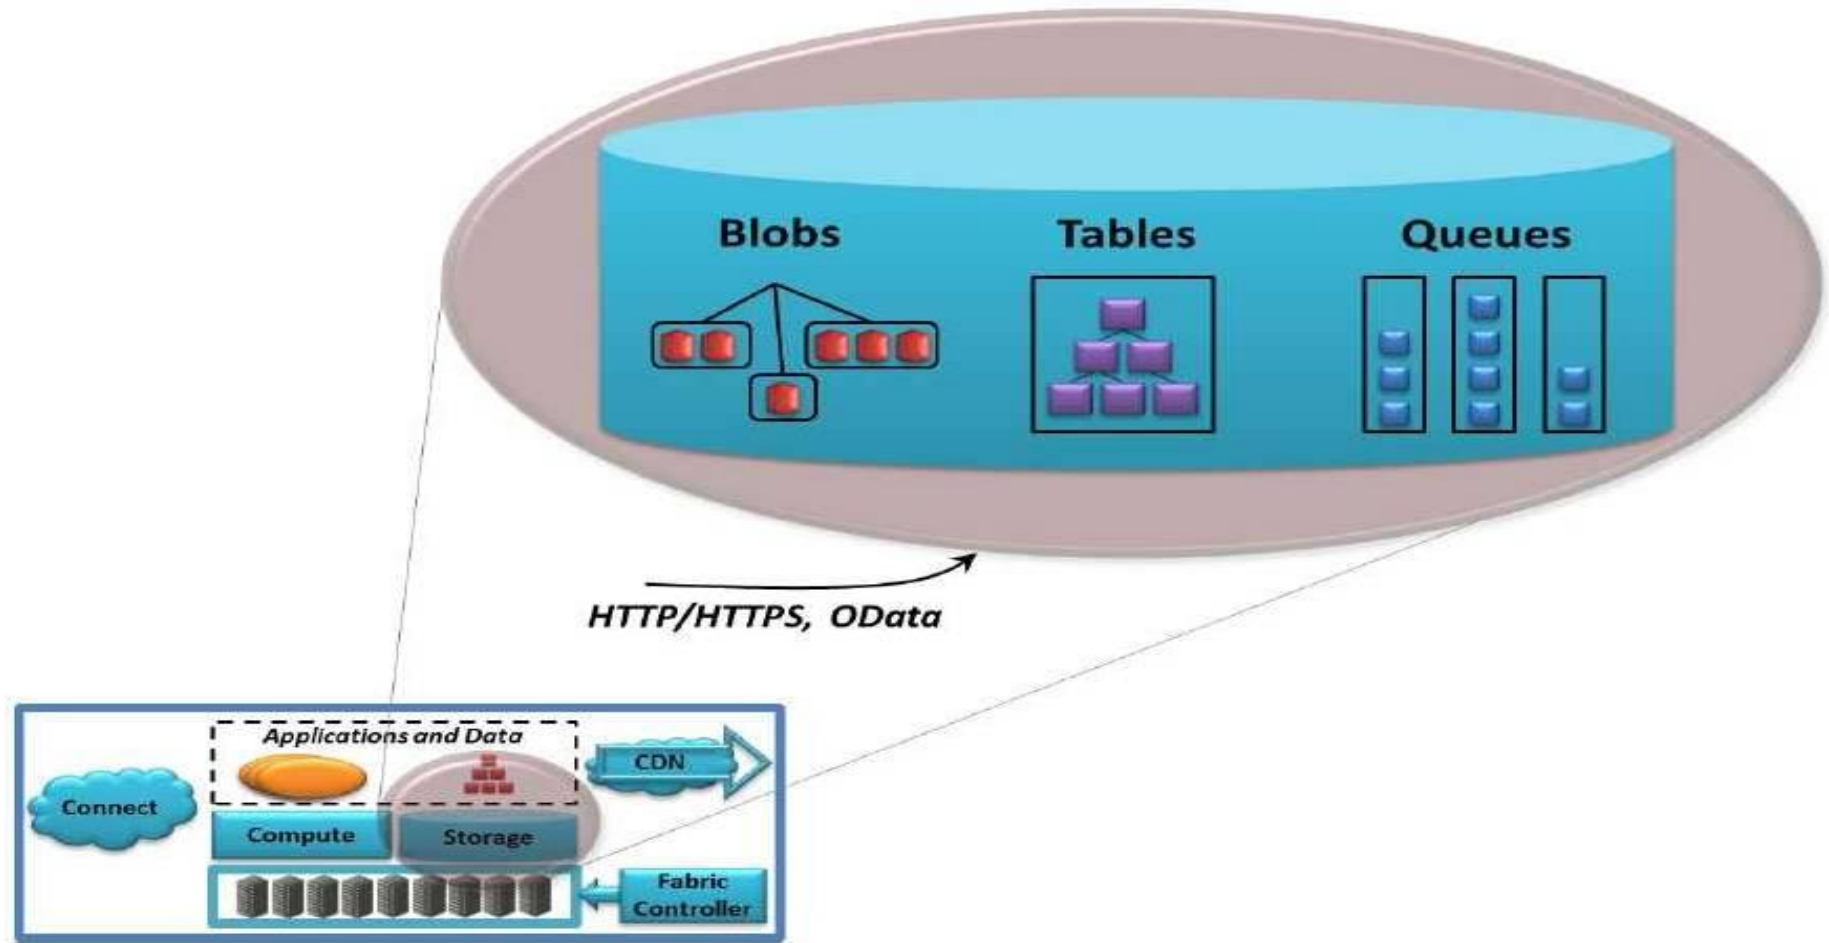 Blobs
Tables
Queues
HTTP/HTTPS, OData
Applications and Data
Connect
CDN
Compute
Storage
Fabric
Controller